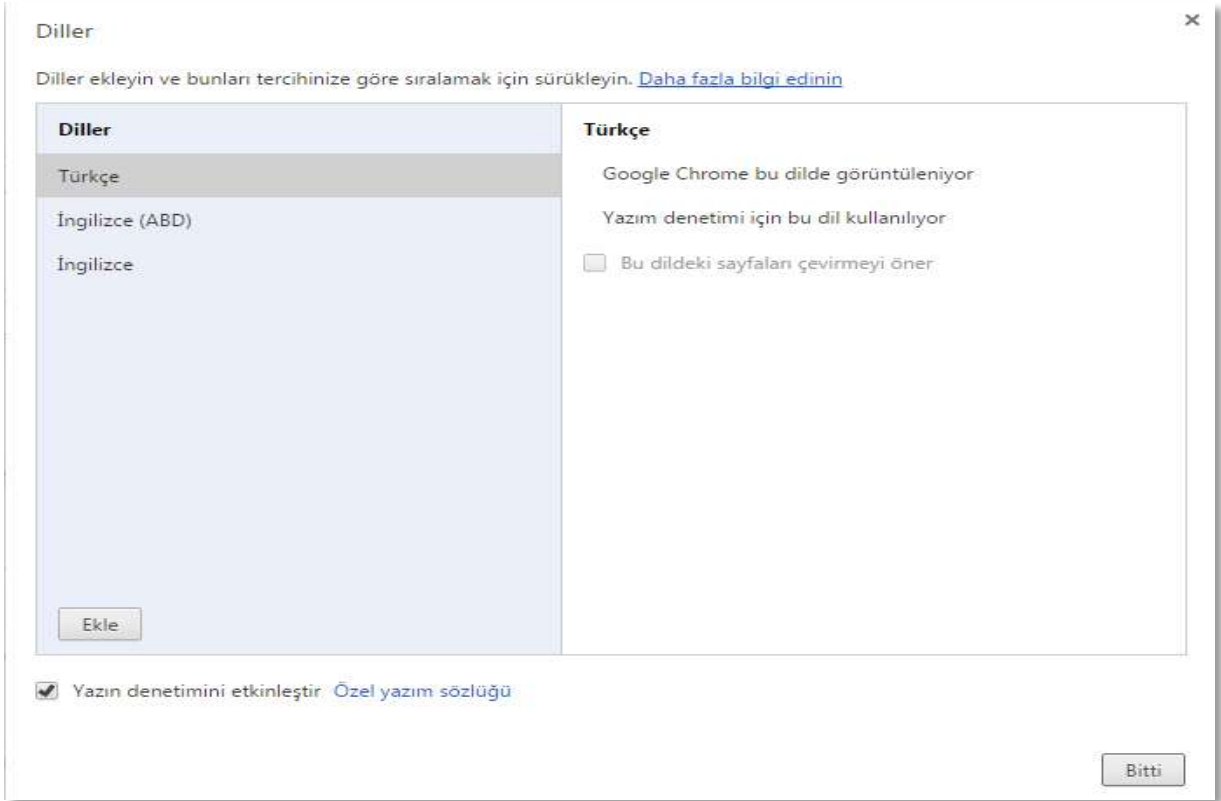 Diller
Diller ekleyin ve bunları tercihinize göre sıralamak için sürükleyin. Daha fazla bilgi edinin
Diller
Türkçe
İngilizce (ABD)
İngilizce
Ekle
Türkçe
Google Chrome bu dilde görüntüleniyor
Yazım denetimi için bu dil kullanılıyor
Bu dildeki sayfaları çevirmeyi öner
Yazın denetimini etkinleştir Özel yazım sözlüğü
Bitti